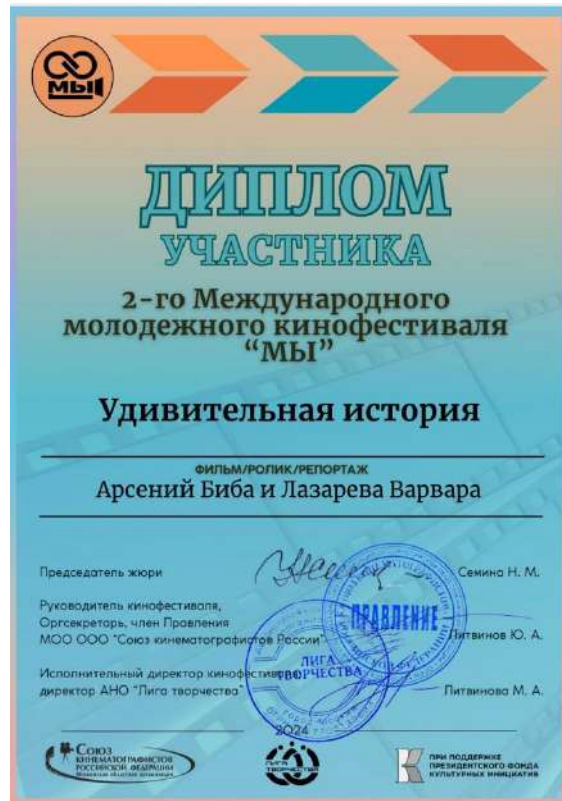 МЫ
ДИПЛОМ
УЧАСТНИКА
2-го Международного
молодежного кинофестиваля
“МЫ”
Удивительная история
ФИЛЬМ/РОЛИК/РЕПОРТАЖ
Арсений Биба и Лазарева Варвара
Председатель жюри
Семина Н. М.
Руководитель кинофестиваля,
Оргсекретарь, член Правления
МОО ООО "Союз кинематографистов России"
Литвинов Ю. А.
ПРАВЛЕНИЕ
Исполнительный директор кинофестиваля
директор АНО "Лига творчества"
Литвинова М. А.
ЛИГА
ТВОРЧЕСТВА
2024
Союз
КИНЕМАТОГРАФИСТОВ
РОССИЙСКОЙ ФЕДЕРАЦИИ
ЛИГА
ТВОРЧЕСТВА
ПРИ ПОДДЕРЖКЕ
ПРЕЗИДЕНТСКОГО ФОНДА
КУЛЬТУРНЫХ ИНИЦИАТИВ